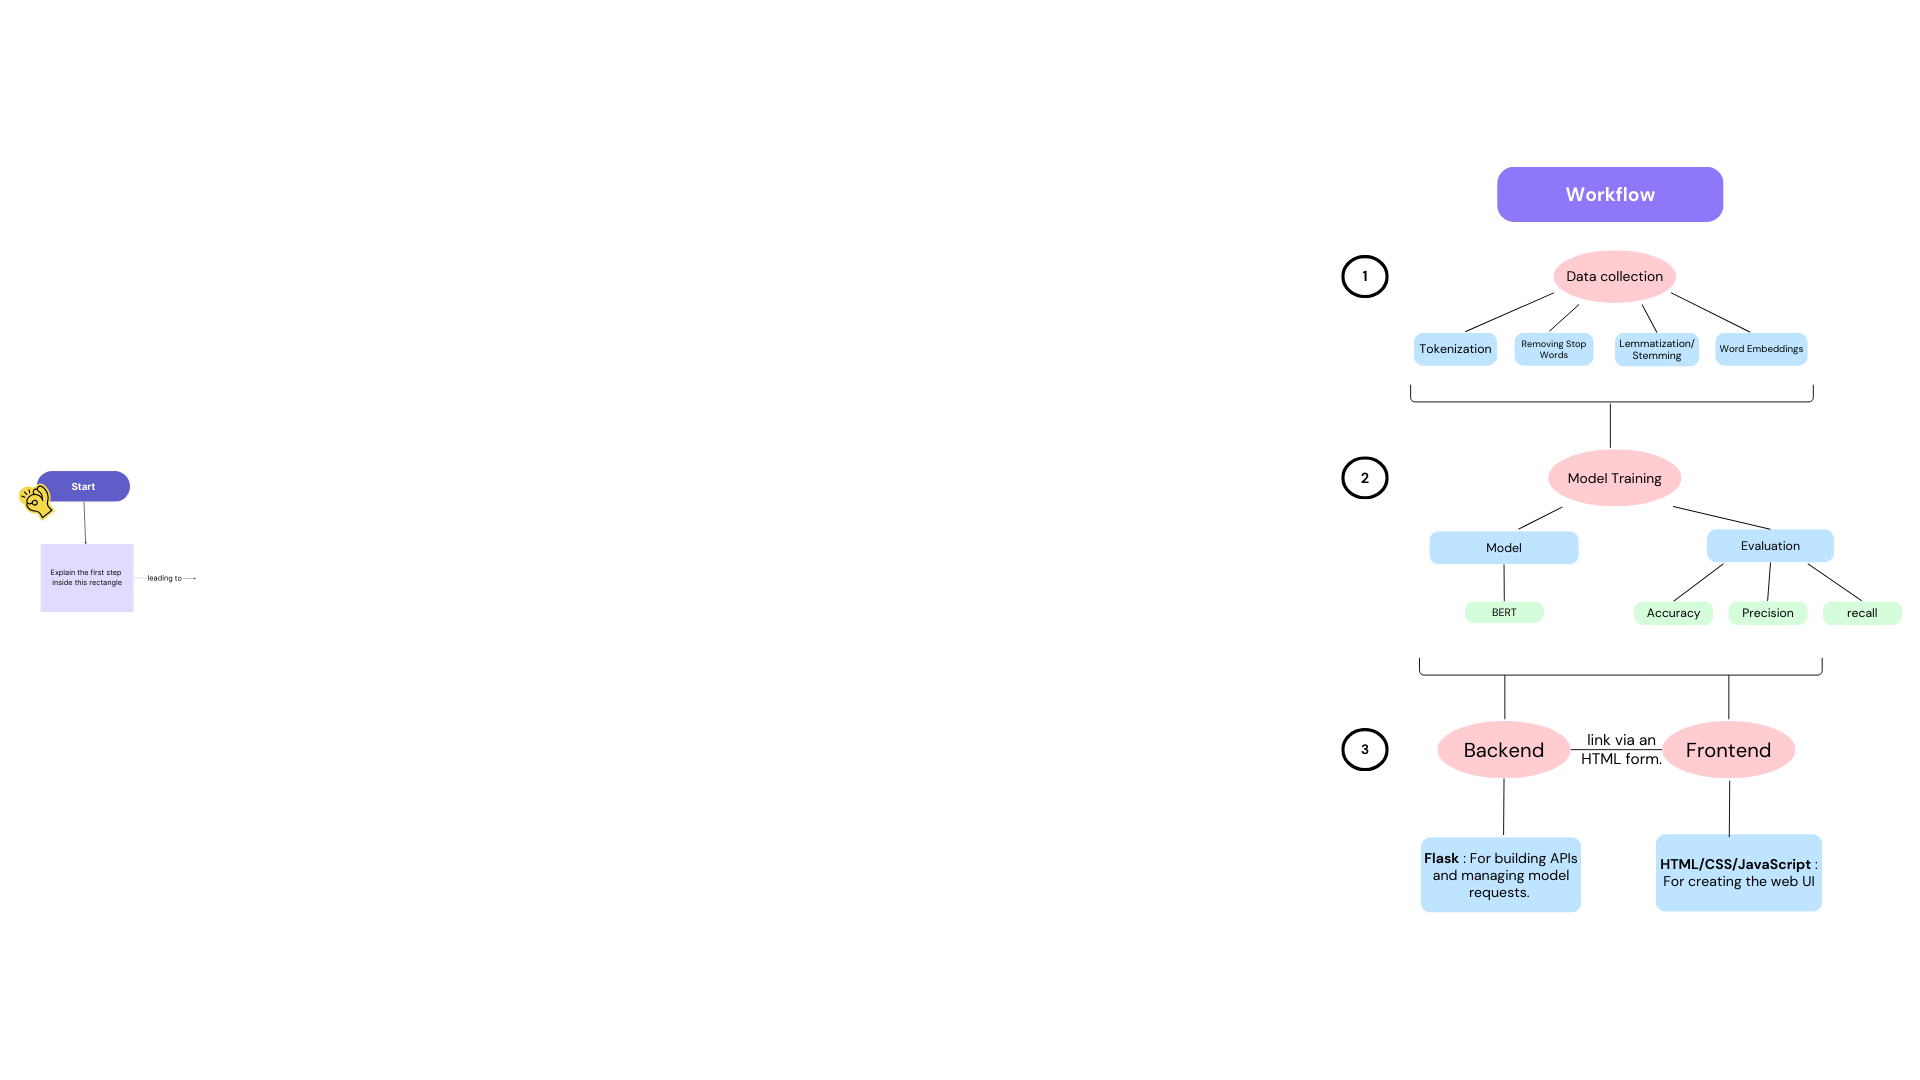 Start
Explain the first step
inside this rectangle
leading to
Workflow
1
Data collection
Tokenization
Removing Stop
Words
Lemmatization/
Stemming
Word Embeddings
2
Model Training
Model
Evaluation
BERT
Accuracy
Precision
recall
3
Backend
link via an
HTML form.
Frontend
Flask : For building APIs
and managing model
requests.
HTML/CSS/JavaScript :
For creating the web UI